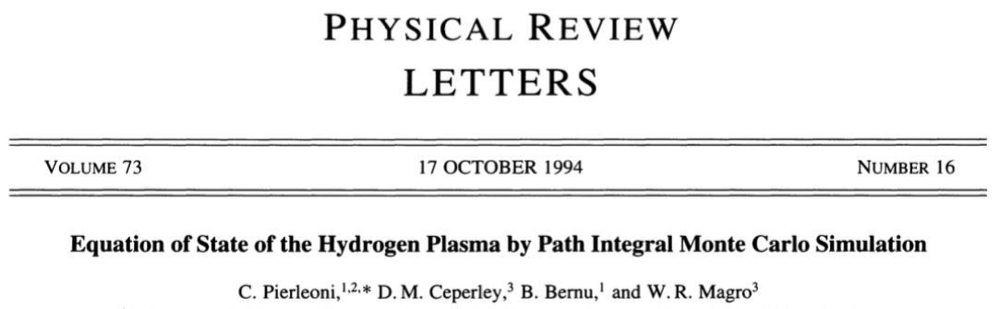 PHYSICAL REVIEW
LETTERS
VOLUME 73 17 OCTOBER 1994 NUMBER 16
Equation of State of the Hydrogen Plasma by Path Integral Monte Carlo Simulation
C. Pierleoni,1,2,* D. M. Ceperley,3 B. Bernu,1 and W. R. Magro3